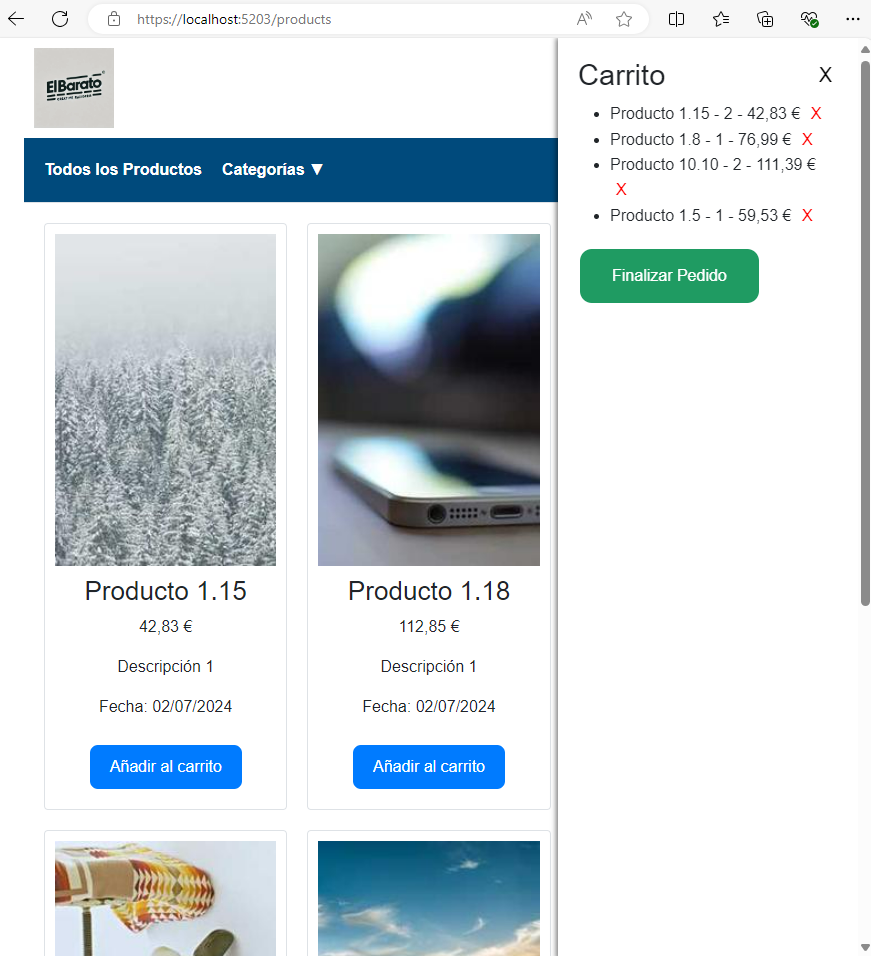 https://localhost:5203/products
ElBarato
Carrito X
Todos los Productos Categorías ▼
Producto 1.15 - 2 - 42,83 € X
Producto 1.8 - 1 - 76,99 € X
Producto 10.10 - 2 - 111,39 €
X
Producto 1.5 - 1 - 59,53 € X
Finalizar Pedido
Producto 1.15
42,83 €
Descripción 1
Fecha: 02/07/2024
Añadir al carrito
Producto 1.18
112,85 €
Descripción 1
Fecha: 02/07/2024
Añadir al carrito